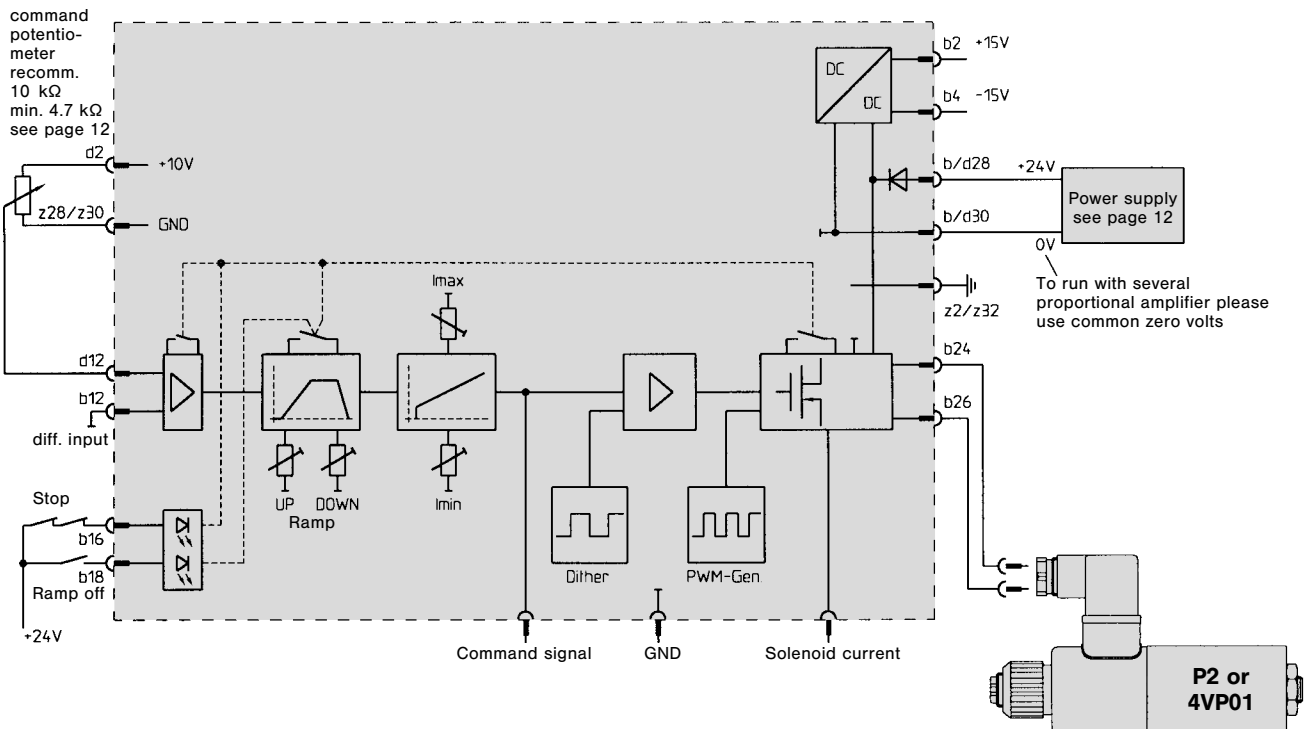 command
potentio-
meter
recomm.
10 kΩ
min. 4.7 kΩ
see page 12
d2
+10V
z28/z30
GND
DC
DC
b2 +15V
b4 -15V
b/d28
+24V
Power supply
see page 12
b/d30
0V
To run with several
proportional amplifier please
use common zero volts
z2/z32
Imax
d12
b12
diff. input
UP DOWN
Ramp
Imin
b24
b26
Stop
b16
b18
Ramp off
+24V
Dither
PWM-Gen.
Command signal
GND
Solenoid current
P2 or
4VP01